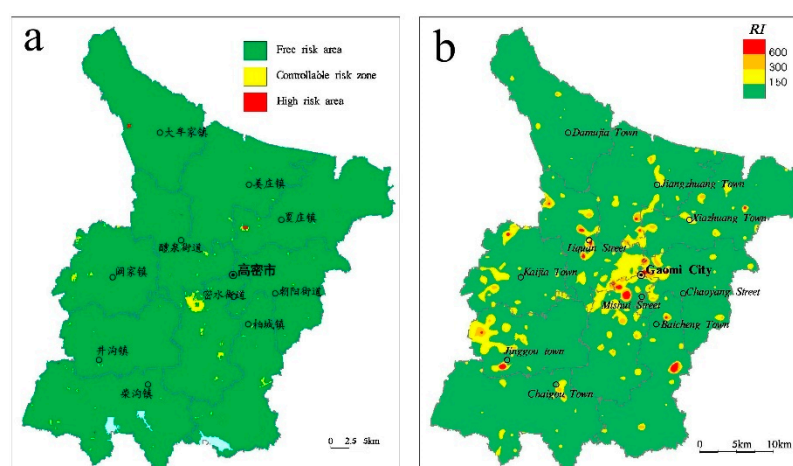 a
Free risk area
Controllable risk zone
High risk area
大牟家镇
姜庄镇
夏庄镇
醴泉街道
高密市
阚家镇
密水街道
朝阳街道
柏城镇
井沟镇
柴沟镇
0 2.5 5km
b
RI
600
300
150
Damujia Town
Jiangzhuang Town
Xiazhuang Town
Liquan Street
Gaomi City
Kaijia Town
Chaoyang Street
Mishui Street
Baicheng Town
Jinggou town
Chaigou Town
0 5km 10km